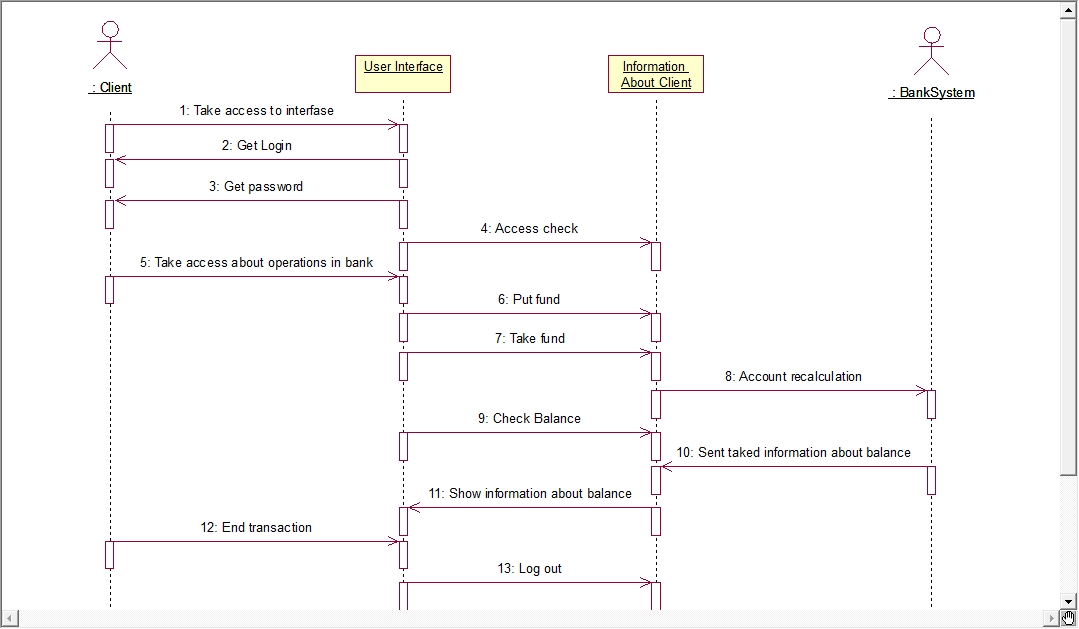 : Client
User Interface
Information
About Client
: BankSystem
1: Take access to interfase
2: Get Login
3: Get password
4: Access check
5: Take access about operations in bank
6: Put fund
7: Take fund
8: Account recalculation
9: Check Balance
10: Sent taked information about balance
11: Show information about balance
12: End transaction
13: Log out